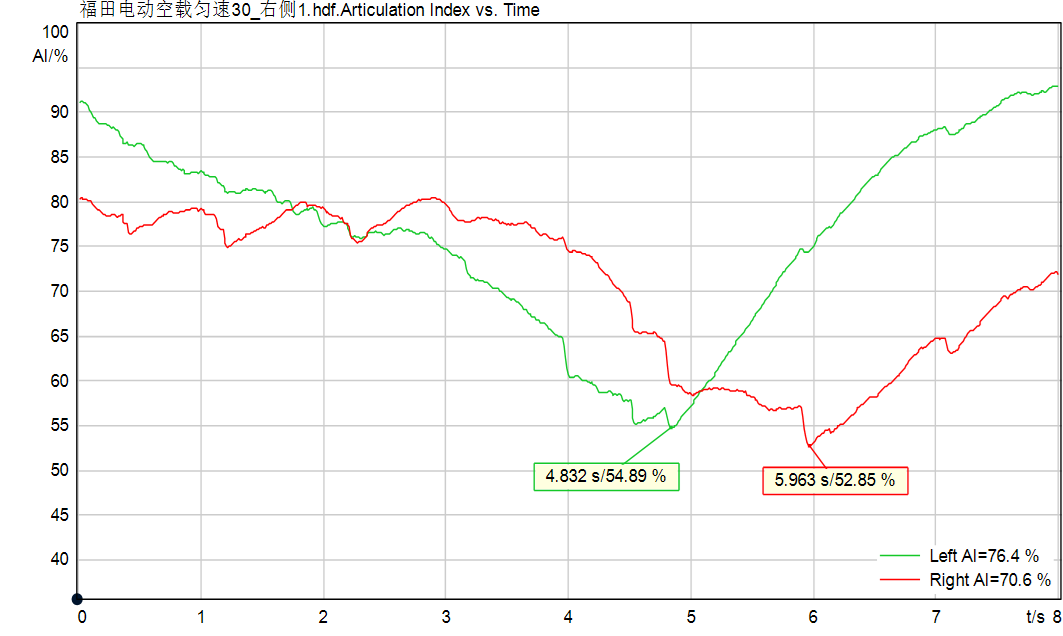 福田电动空载匀速30_右侧1.hdf.Articulation Index vs. Time
100
AI/%
90
85
80
75
70
65
60
55
50
45
40
4.832 s/54.89 %
5.963 s/52.85 %
Left AI=76.4 %
Right AI=70.6 %
0 1 2 3 4 5 6 7 t/s 8